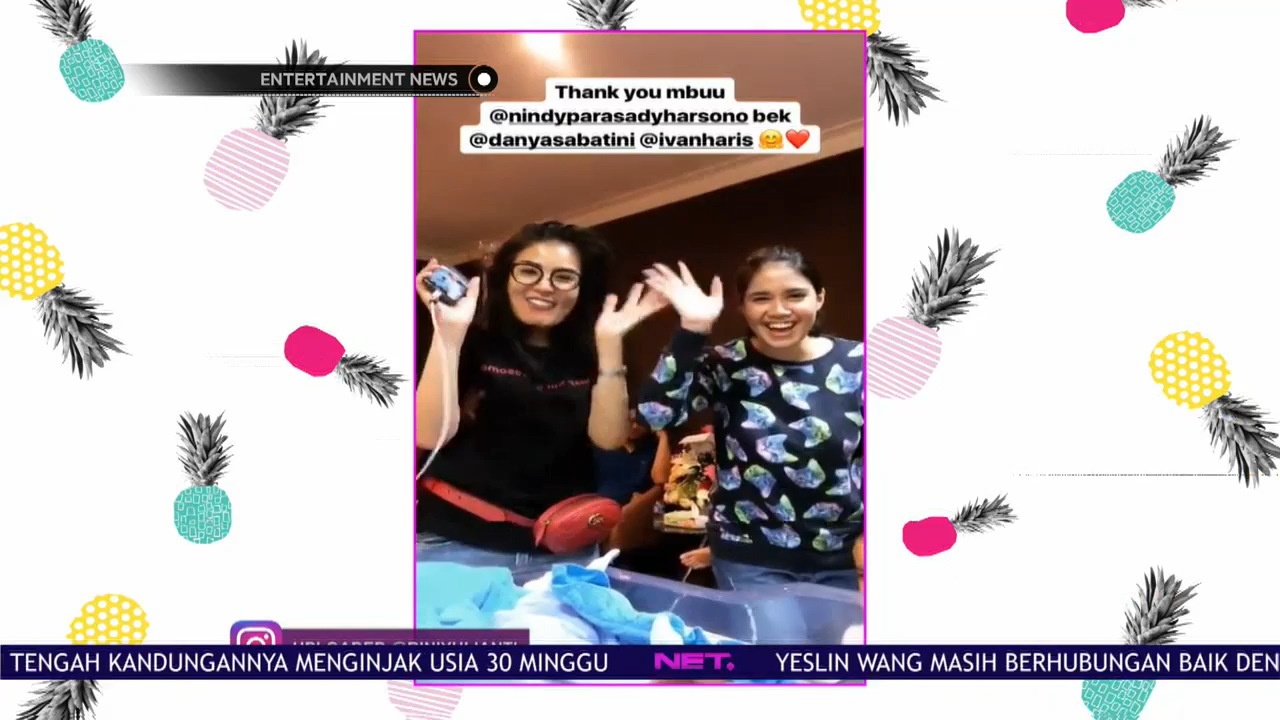 ENTERTAINMENT NEWS
Thank you mbuu
@nindyparasadyharsono bek
@danyasabatini @ivanharis 🤗❤️
TENGAH KANDUNGANNYA MENGINJAK USIA 30 MINGGU NET. YESLIN WANG MASIH BERHUBUNGAN BAIK DEN